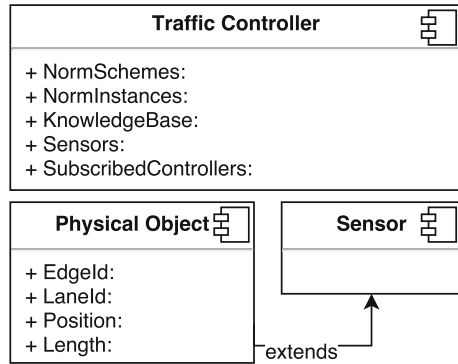 Traffic Controller
+ NormSchemes:
+ NormInstances:
+ KnowledgeBase:
+ Sensors:
+ SubscribedControllers:
Physical Object
+ EdgeId:
+ LaneId:
+ Position:
+ Length:
Sensor
extends